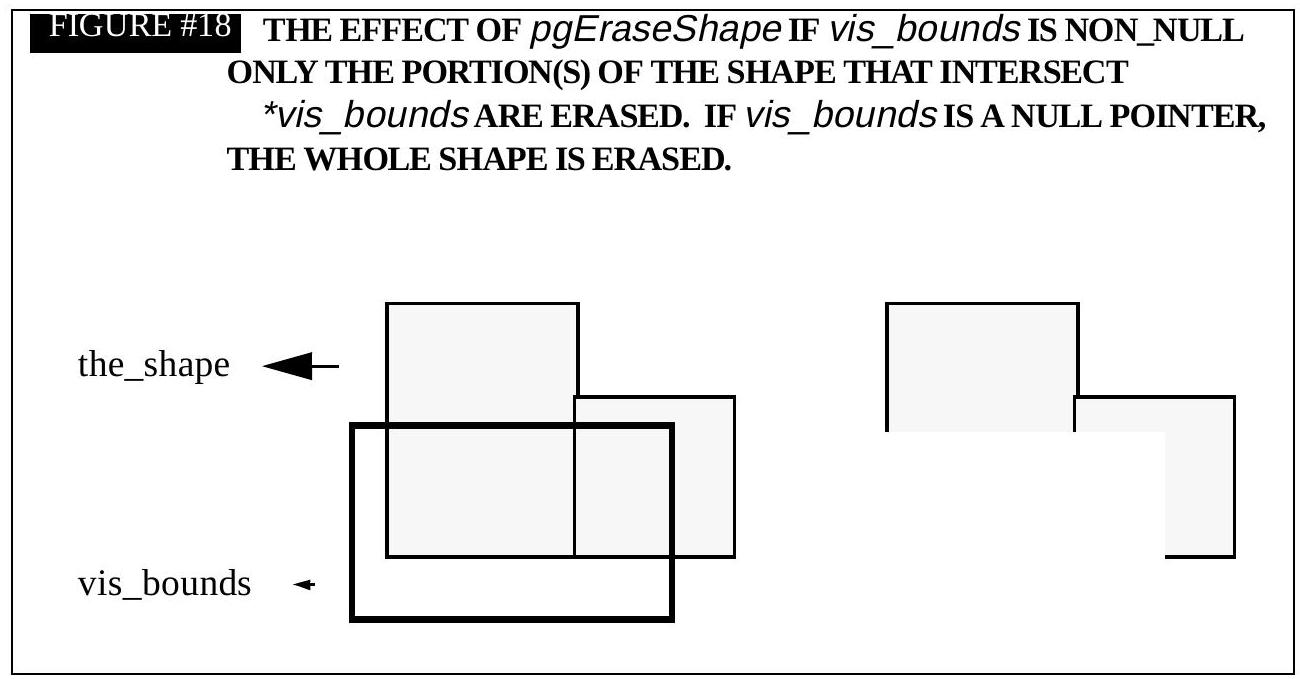 FIGURE #18 THE EFFECT OF pgEraseShape IF vis_bounds IS NON_NULL
ONLY THE PORTION(S) OF THE SHAPE THAT INTERSECT
*vis_bounds ARE ERASED. IF vis_bounds IS A NULL POINTER,
THE WHOLE SHAPE IS ERASED.
the_shape
vis_bounds